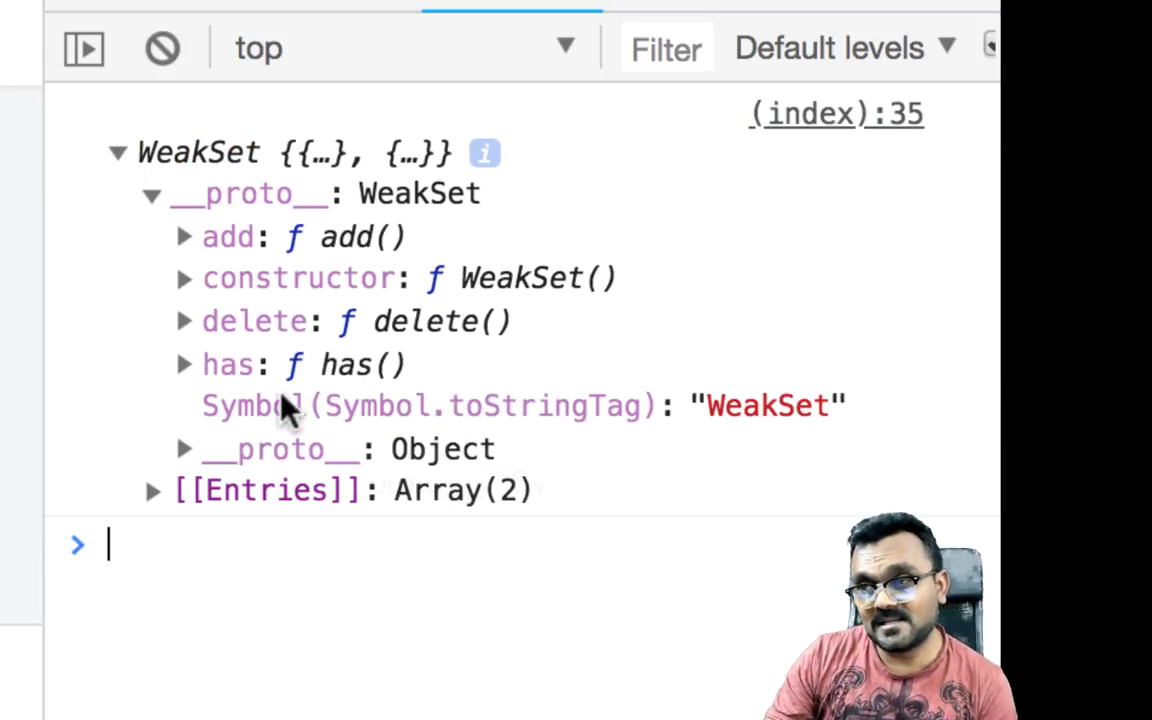 top Filter Default levels
(index):35
WeakSet {{…}, {…}} i
__proto__: WeakSet
add: ƒ add()
constructor: ƒ WeakSet()
delete: ƒ delete()
has: ƒ has()
Symbol(Symbol.toStringTag): "WeakSet"
__proto__: Object
[[Entries]]: Array(2)